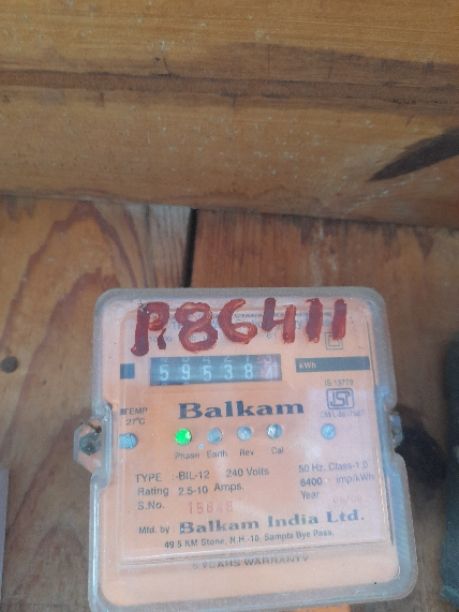 P.86411
59538
kWh
IS 13779
Balkam
TEMP
27°C
Phase Earth Rev Cal
TYPE :-BIL-12 240 Volts 50 Hz. Class-1.0
Rating 2.5-10 Amps. 6400 imp/kWh
S.No. Year
Mfd. by Balkam India Ltd.
49.5 KM Stone, N.H.-10, Sampla Bye Pass,
5 YEARS WARRANTY